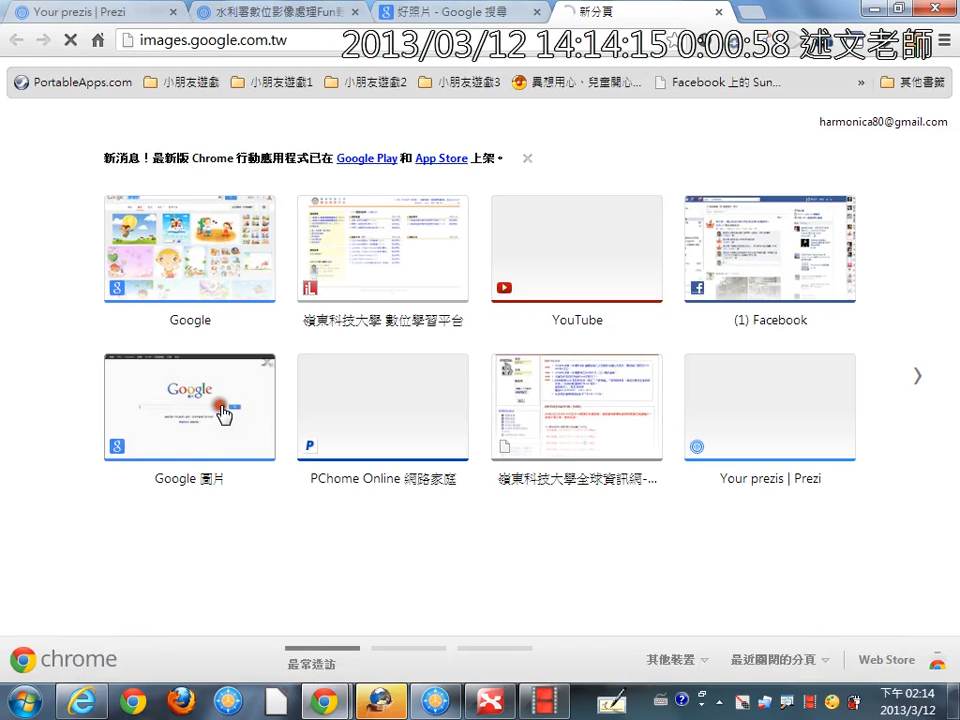 Your prezis | Prezi
水利署數位影像處理Fun影
好照片 - Google 搜尋
新分頁
images.google.com.tw
2013/03/12 14:14:15 0:00:58 述文老師
PortableApps.com
小朋友遊戲
小朋友遊戲1
小朋友遊戲2
小朋友遊戲3
異想用心、兒童開心...
Facebook 上的 Sun...
»
其他書籤
harmonica80@gmail.com
新消息！最新版 Chrome 行動應用程式已在 Google Play 和 App Store 上架。
Google
嶺東科技大學 數位學習平台
YouTube
(1) Facebook
Google 圖片
PChome Online 網路家庭
嶺東科技大學全球資訊網-...
Your prezis | Prezi
chrome
最常造訪
其他裝置
最近關閉的分頁
Web Store
下午 02:14
2013/3/12